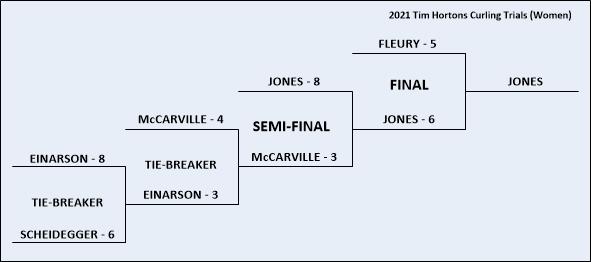 2021 Tim Hortons Curling Trials (Women)
FLEURY - 5
FINAL
JONES
JONES - 8
JONES - 6
SEMI-FINAL
McCARVILLE - 4
McCARVILLE - 3
TIE-BREAKER
EINARSON - 8
EINARSON - 3
TIE-BREAKER
SCHEIDEGGER - 6